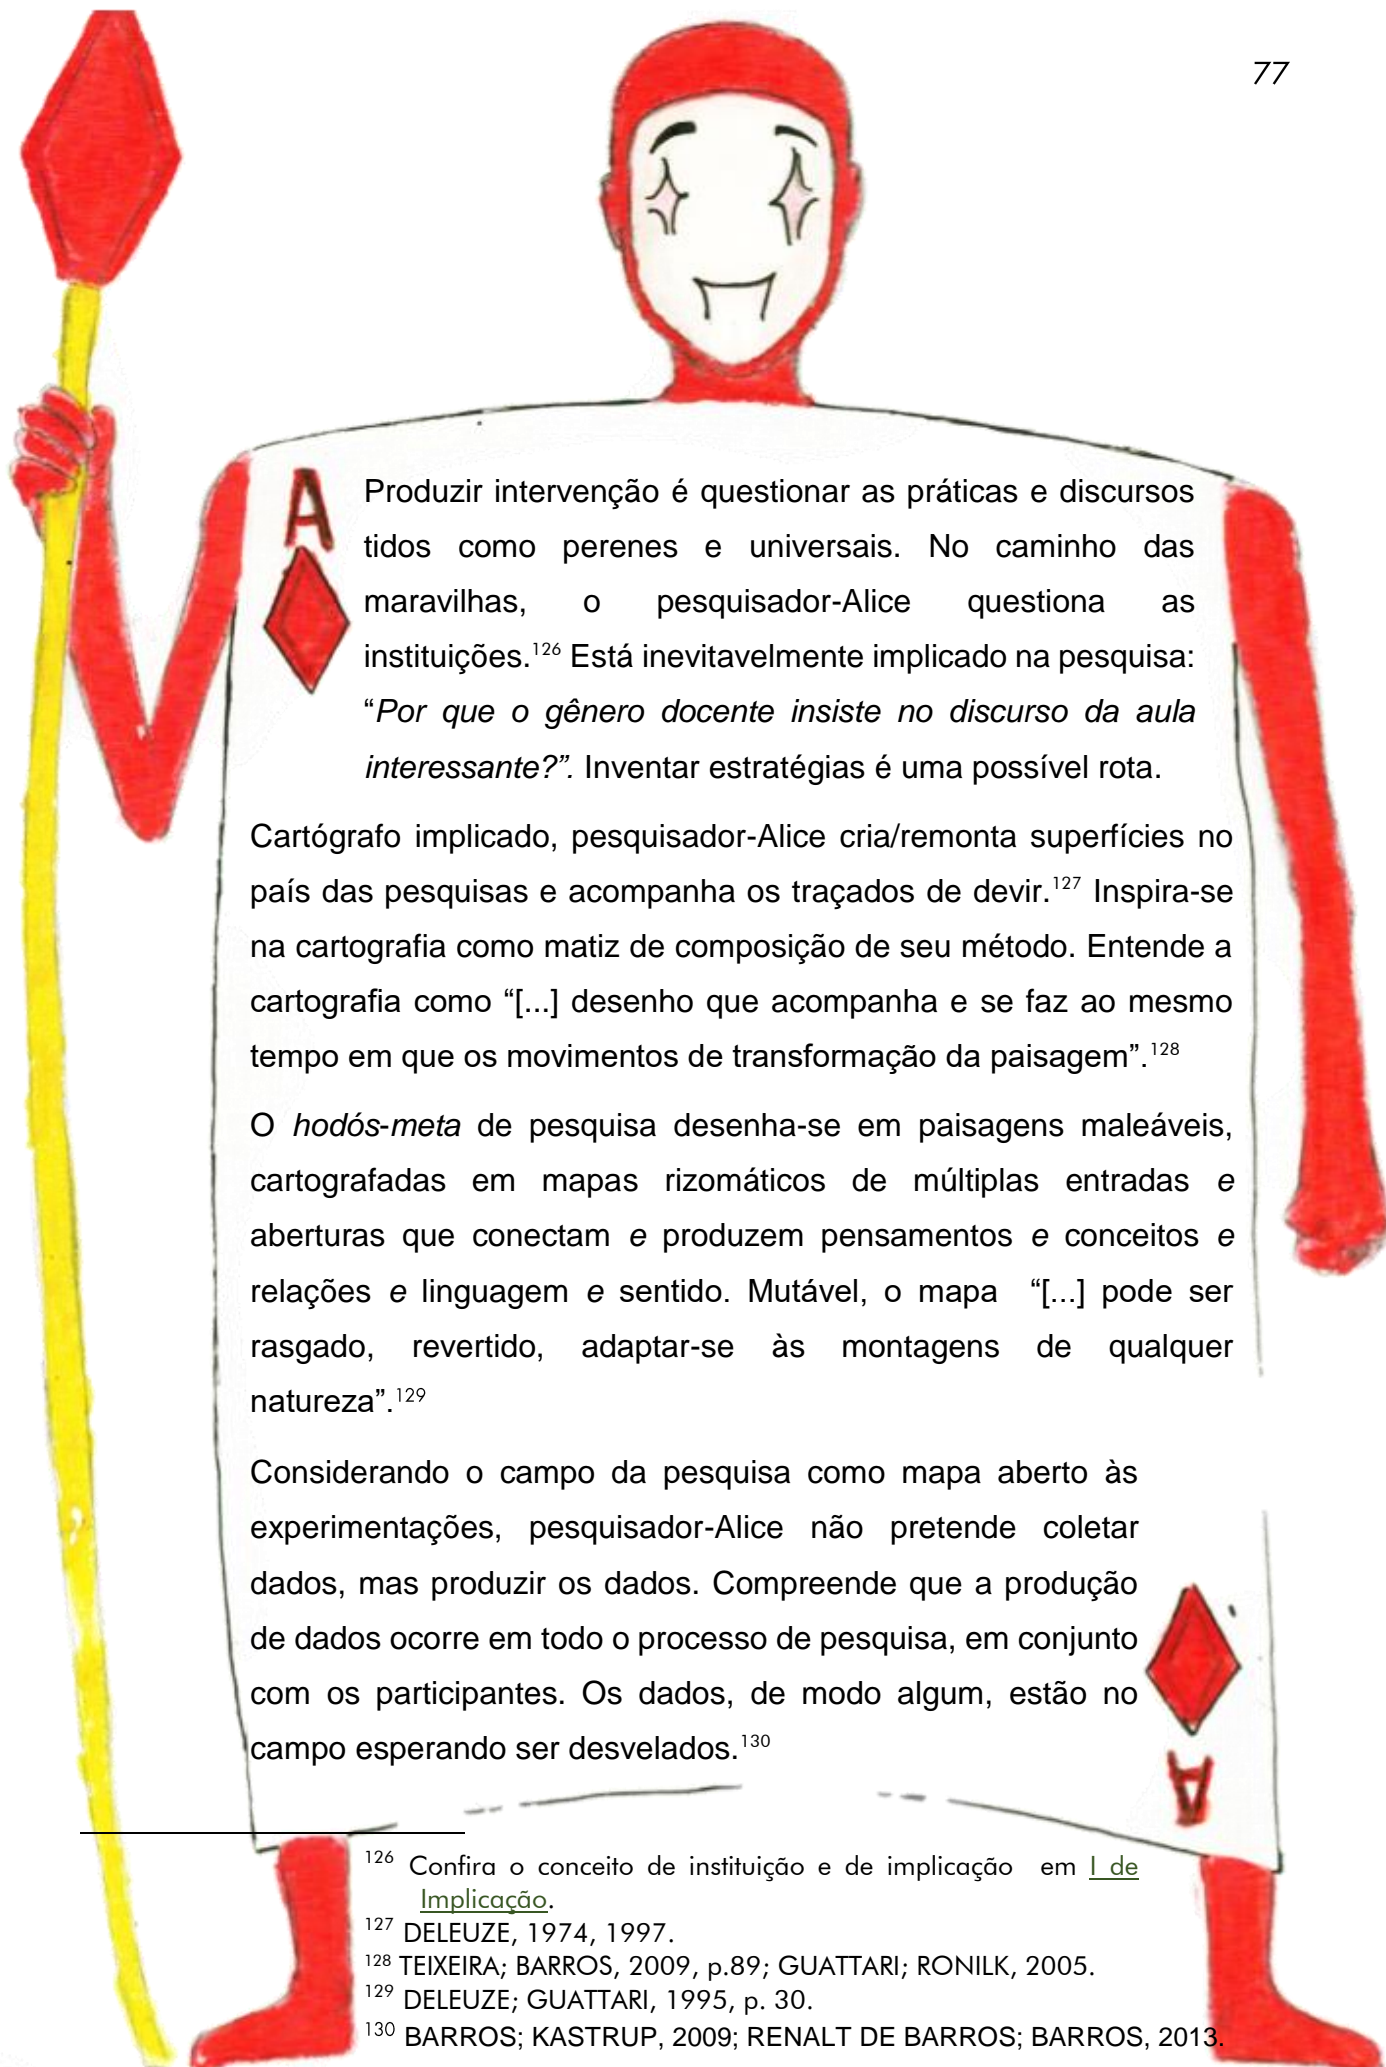 77
A
Produzir intervenção é questionar as práticas e discursos
tidos como perenes e universais. No caminho das
maravilhas, o pesquisador-Alice questiona as
instituições.126 Está inevitavelmente implicado na pesquisa:
“Por que o gênero docente insiste no discurso da aula
interessante?”. Inventar estratégias é uma possível rota.
Cartógrafo implicado, pesquisador-Alice cria/remonta superfícies no
país das pesquisas e acompanha os traçados de devir.127 Inspira-se
na cartografia como matiz de composição de seu método. Entende a
cartografia como “[...] desenho que acompanha e se faz ao mesmo
tempo em que os movimentos de transformação da paisagem”.128
O hodós-meta de pesquisa desenha-se em paisagens maleáveis,
cartografadas em mapas rizomáticos de múltiplas entradas e
aberturas que conectam e produzem pensamentos e conceitos e
relações e linguagem e sentido. Mutável, o mapa “[...] pode ser
rasgado, revertido, adaptar-se às montagens de qualquer
natureza”.129
Considerando o campo da pesquisa como mapa aberto às
experimentações, pesquisador-Alice não pretende coletar
dados, mas produzir os dados. Compreende que a produção
de dados ocorre em todo o processo de pesquisa, em conjunto
com os participantes. Os dados, de modo algum, estão no
campo esperando ser desvelados.130
A
126 Confira o conceito de instituição e de implicação em I de
Implicação.
127 DELEUZE, 1974, 1997.
128 TEIXEIRA; BARROS, 2009, p.89; GUATTARI; RONILK, 2005.
129 DELEUZE; GUATTARI, 1995, p. 30.
130 BARROS; KASTRUP, 2009; RENALT DE BARROS; BARROS, 2013.